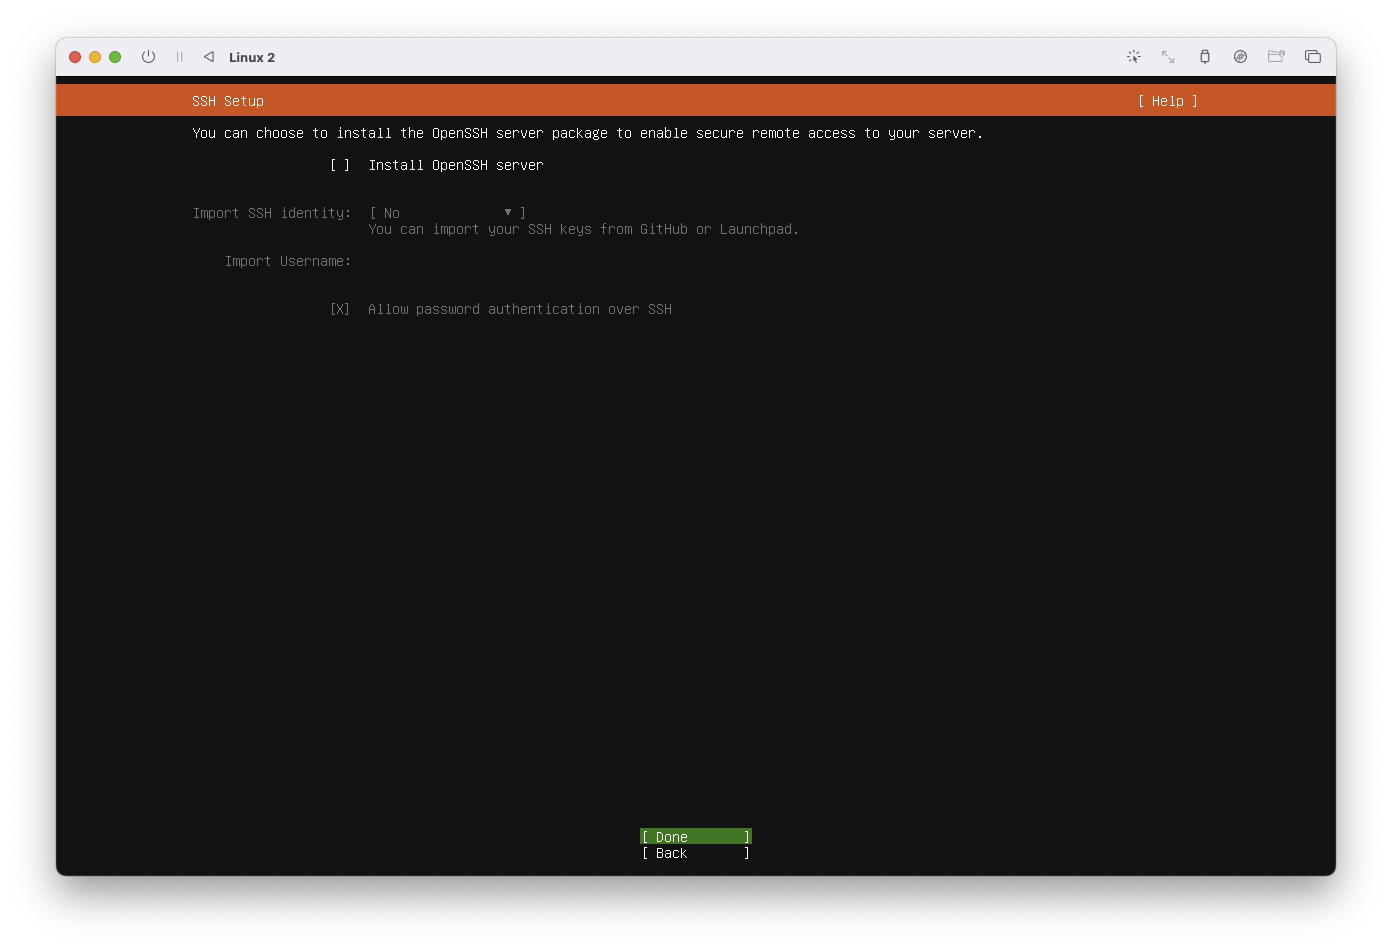 Linux 2
SSH Setup [ Help ]
You can choose to install the OpenSSH server package to enable secure remote access to your server.
[ ] Install OpenSSH server
Import SSH identity: [ No ▾ ]
You can import your SSH keys from GitHub or Launchpad.
Import Username:
[X] Allow password authentication over SSH
[ Done ]
[ Back ]